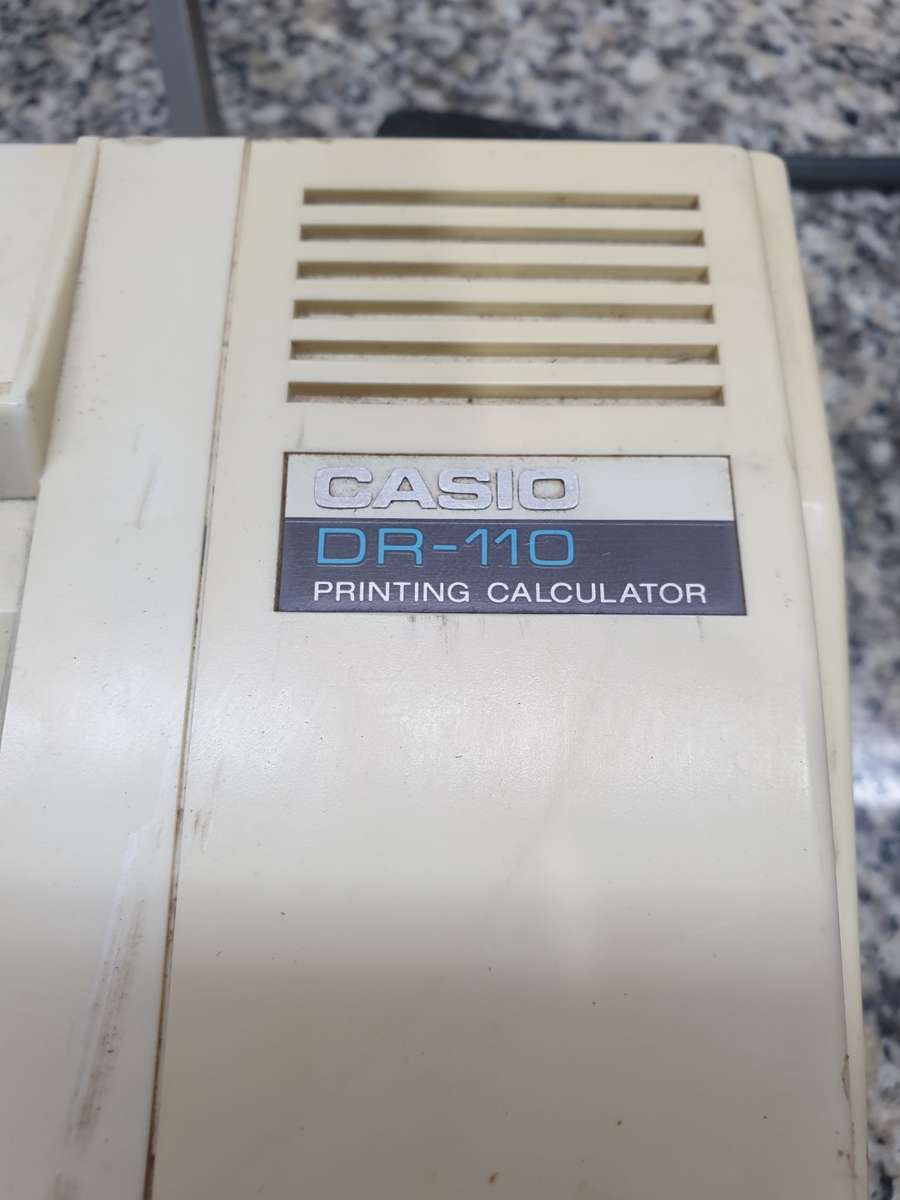 CASIO
DR-110
PRINTING CALCULATOR